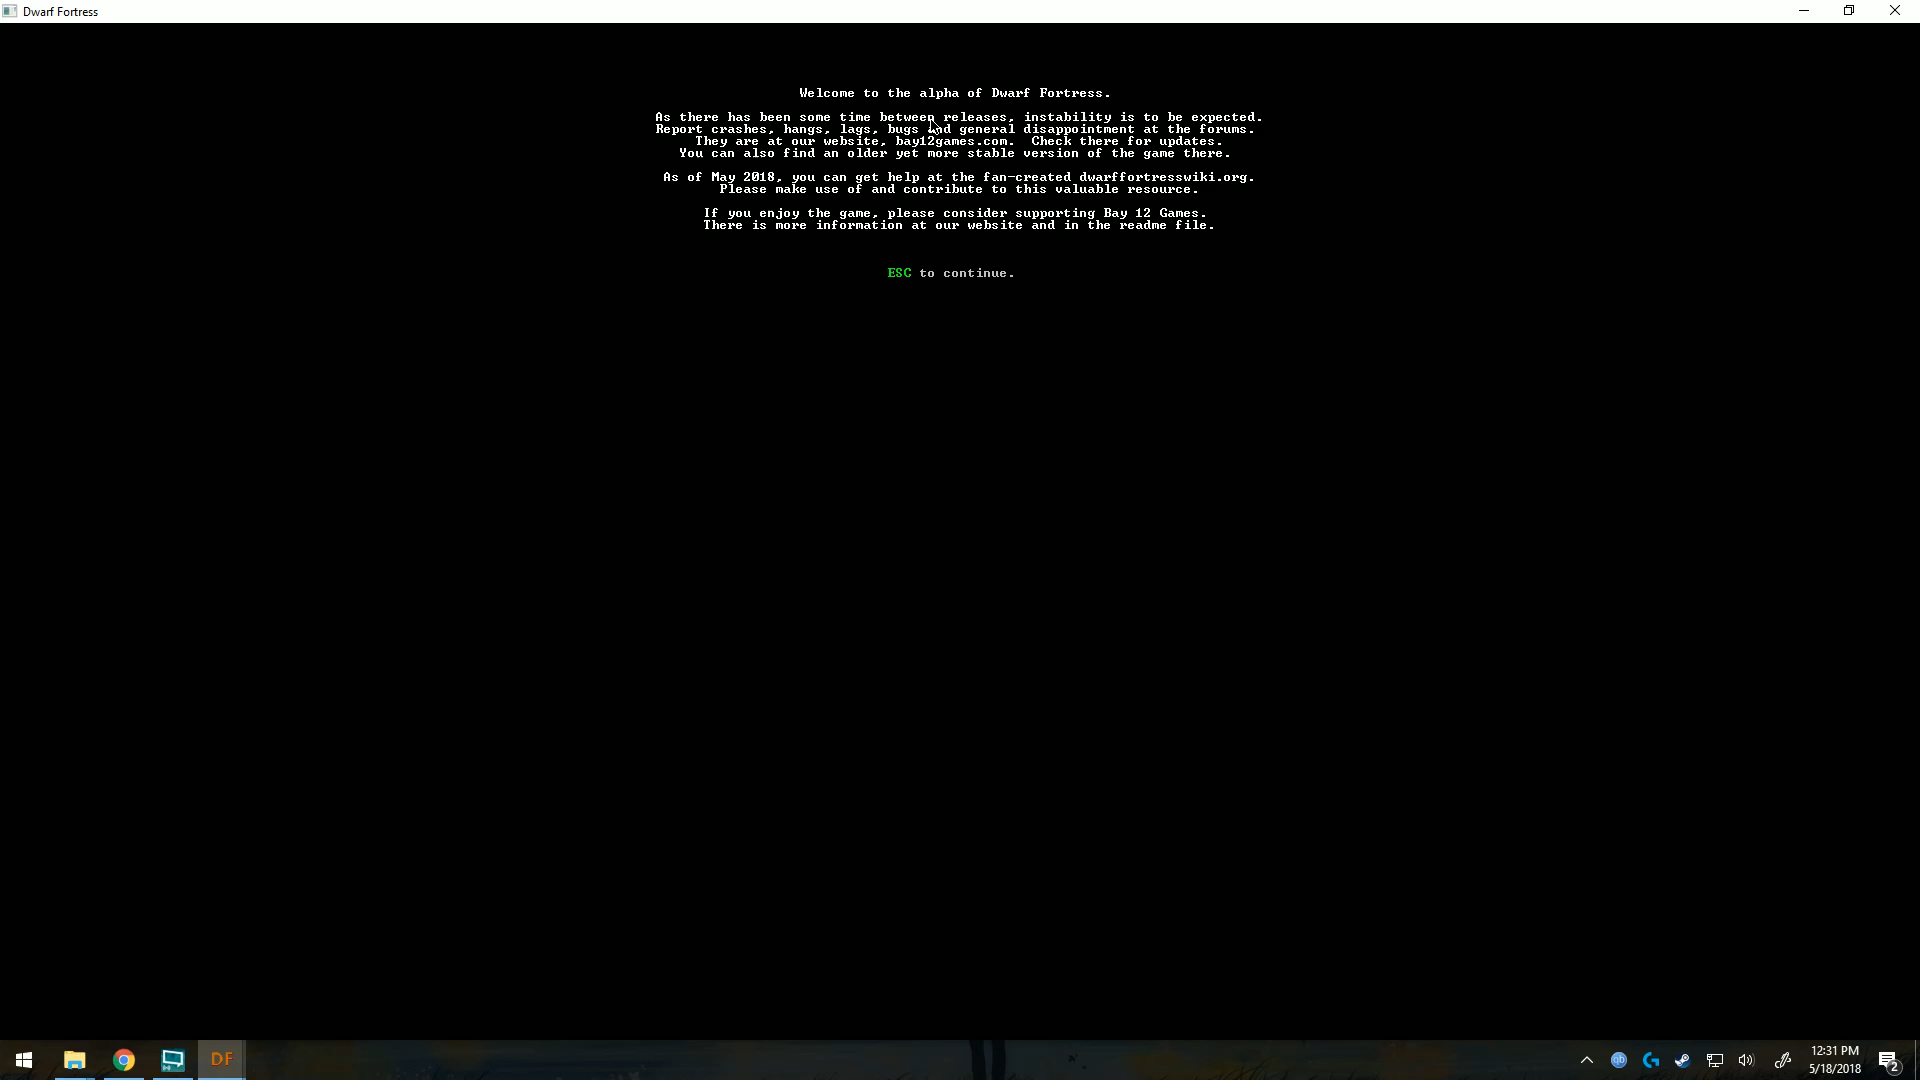 Dwarf Fortress
Welcome to the alpha of Dwarf Fortress.
As there has been some time between releases, instability is to be expected.
Report crashes, hangs, lags, bugs and general disappointment at the forums.
They are at our website, bay12games.com.  Check there for updates.
You can also find an older yet more stable version of the game there.
As of May 2018, you can get help at the fan-created dwarffortresswiki.org.
Please make use of and contribute to this valuable resource.
If you enjoy the game, please consider supporting Bay 12 Games.
There is more information at our website and in the readme file.
ESC to continue.
DF
qb
12:31 PM
5/18/2018
2